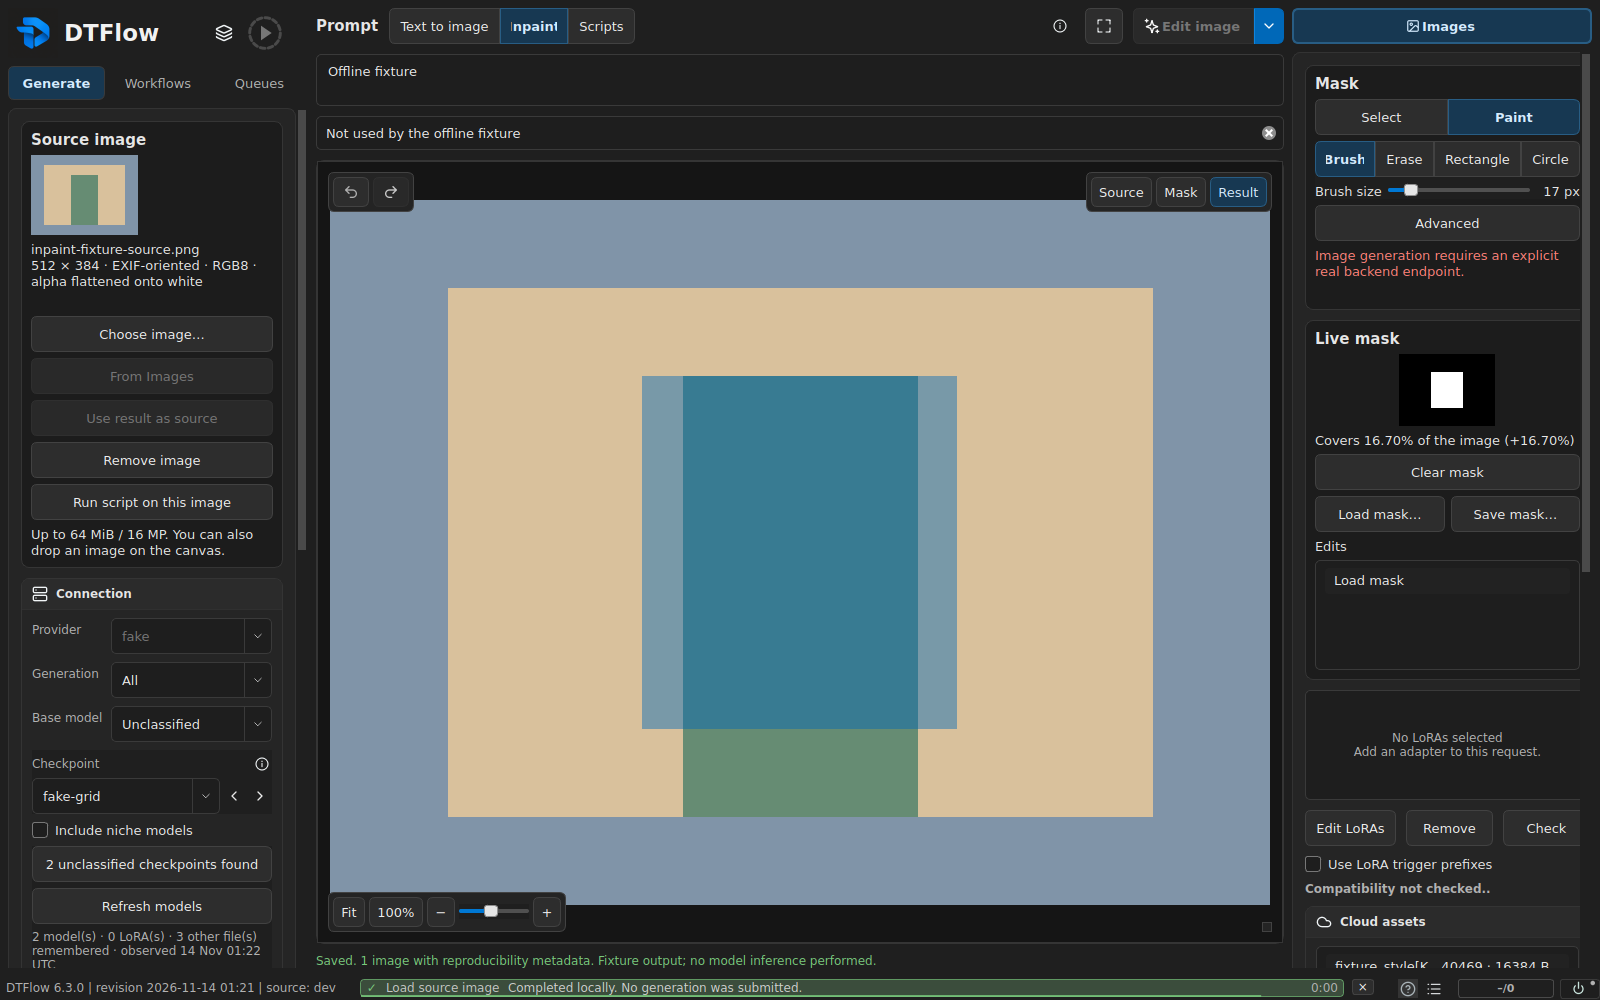 DTFlow
Generate
Workflows
Queues
Source image
inpaint-fixture-source.png
512 × 384 · EXIF-oriented · RGB8 ·
alpha flattened onto white
Choose image...
From Images
Use result as source
Remove image
Run script on this image
Up to 64 MiB / 16 MP. You can also
drop an image on the canvas.
Connection
Provider
fake
Generation
All
Base model
Unclassified
Checkpoint
fake-grid
Include niche models
2 unclassified checkpoints found
Refresh models
2 model(s) · 0 LoRA(s) · 3 other file(s)
remembered · observed 14 Nov 01:22
UTC
Prompt
Text to image
Inpaint
Scripts
Edit image
Offline fixture
Not used by the offline fixture
Source
Mask
Result
Fit
100%
−
+
Saved. 1 image with reproducibility metadata. Fixture output; no model inference performed.
Images
Mask
Select
Paint
Brush
Erase
Rectangle
Circle
Brush size
17 px
Advanced
Image generation requires an explicit
real backend endpoint.
Live mask
Covers 16.70% of the image (+16.70%)
Clear mask
Load mask...
Save mask...
Edits
Load mask
No LoRAs selected
Add an adapter to this request.
Edit LoRAs
Remove
Check
Use LoRA trigger prefixes
Compatibility not checked..
Cloud assets
fixture_style[K... 40469 · 16384 B
DTFlow 6.3.0 | revision 2026-11-14 01:21 | source: dev
✓ Load source image Completed locally. No generation was submitted.
0:00
–/0